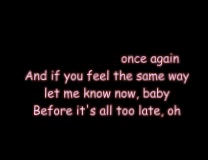 once again
And if you feel the same way
let me know now, baby
Before it's all too late, oh